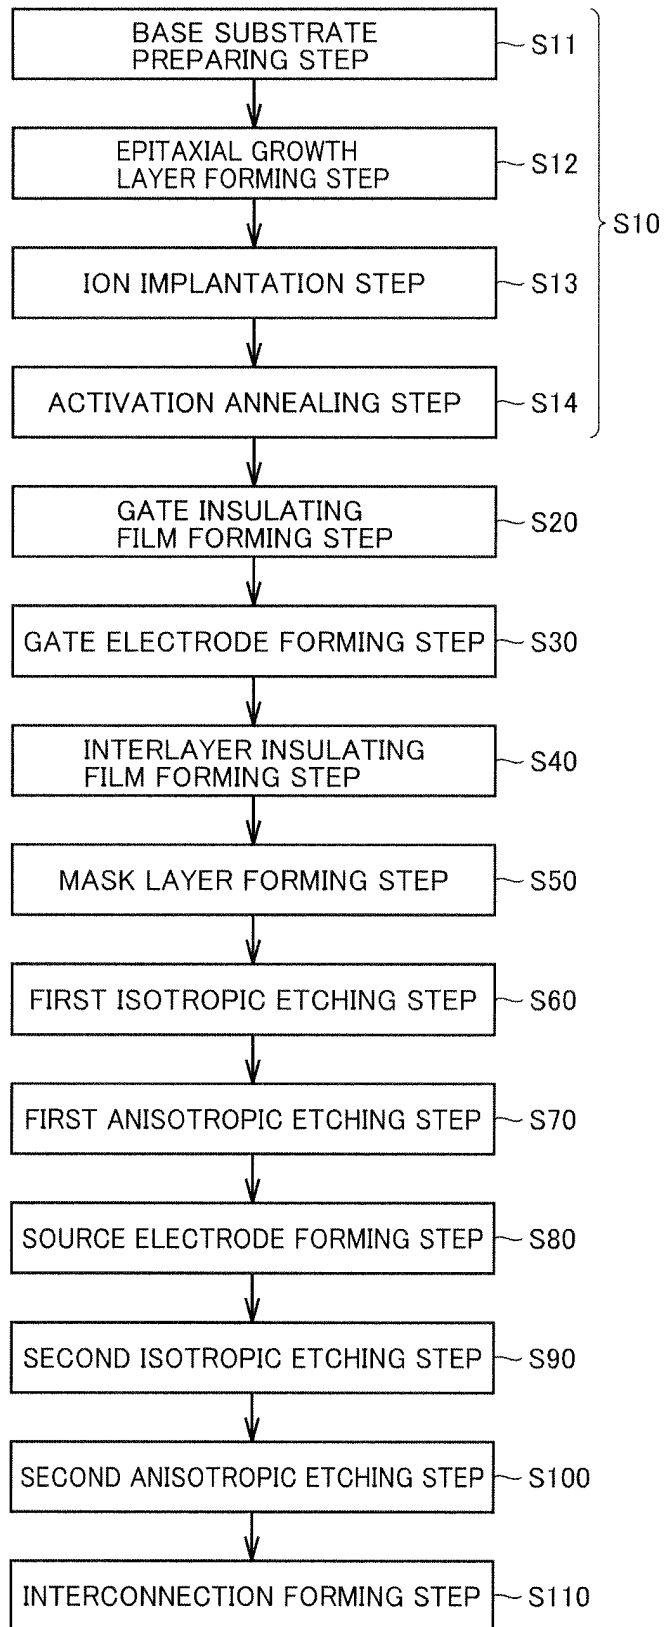 BASE SUBSTRATE
PREPARING STEP
S11
EPITAXIAL GROWTH
LAYER FORMING STEP
S12
S10
ION IMPLANTATION STEP
S13
ACTIVATION ANNEALING STEP
S14
GATE INSULATING
FILM FORMING STEP
S20
GATE ELECTRODE FORMING STEP
S30
INTERLAYER INSULATING
FILM FORMING STEP
S40
MASK LAYER FORMING STEP
S50
FIRST ISOTROPIC ETCHING STEP
S60
FIRST ANISOTROPIC ETCHING STEP
S70
SOURCE ELECTRODE FORMING STEP
S80
SECOND ISOTROPIC ETCHING STEP
S90
SECOND ANISOTROPIC ETCHING STEP
S100
INTERCONNECTION FORMING STEP
S110